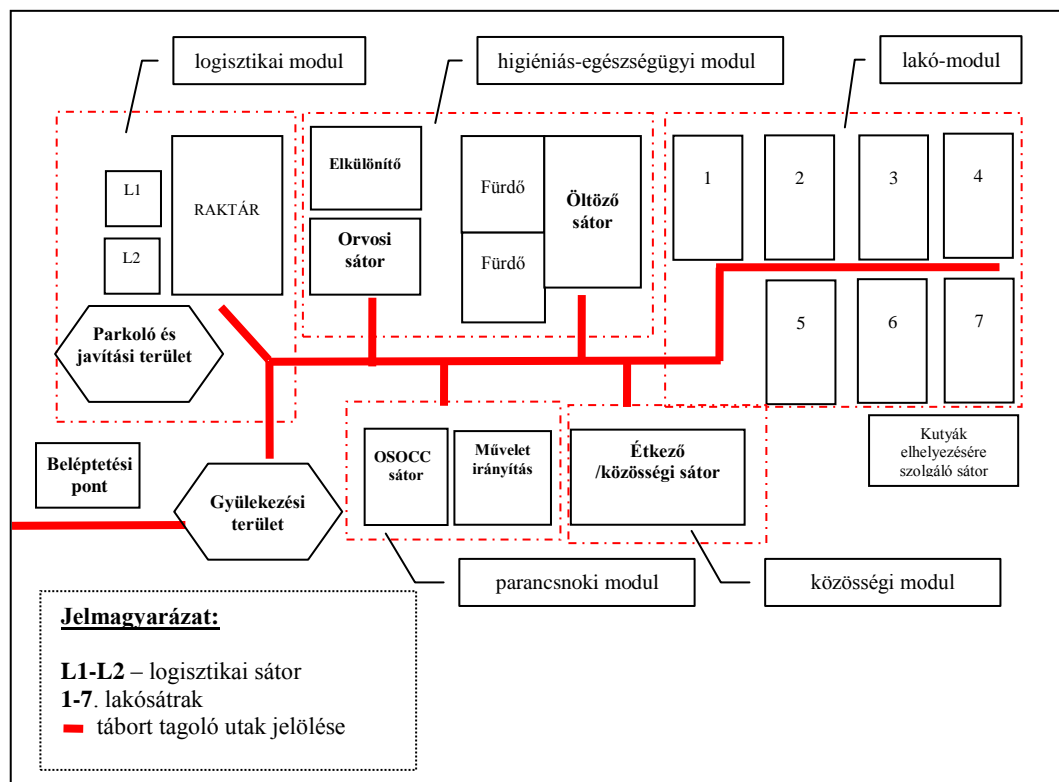 logisztikai modul
higiéniás-egészségügyi modul
lakó-modul
L1
L2
RAKTÁR
Parkoló és
javítási terület
Elkülönítő
Orvosi
sátor
Fürdő
Fürdő
Öltöző
sátor
1
2
3
4
5
6
7
Beléptetési
pont
Gyülekezési
terület
OSOCC
sátor
Művelet
irányítás
Étkező
/közösségi sátor
Kutyák
elhelyezésére
szolgáló sátor
parancsnoki modul
közösségi modul
Jelmagyarázat:
L1-L2 – logisztikai sátor
1-7. lakósátrak
tábort tagoló utak jelölése